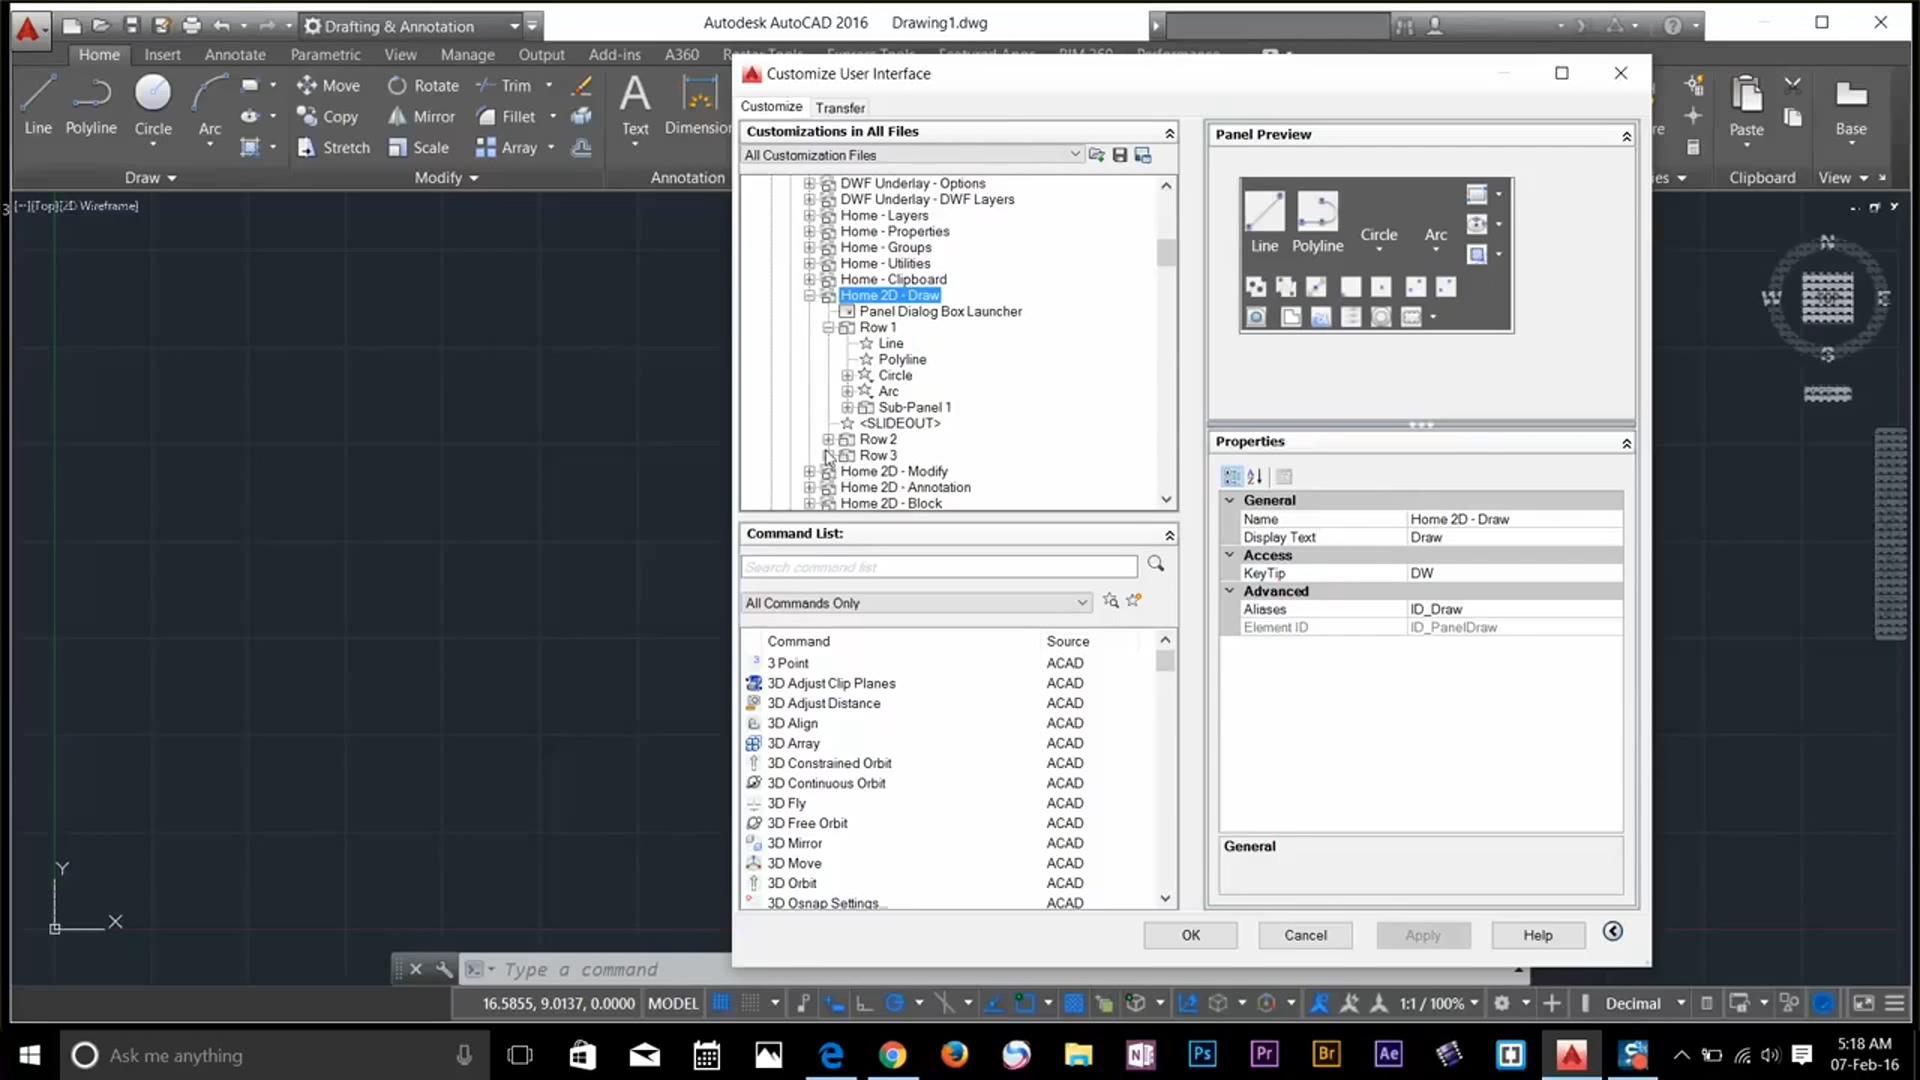 Drafting & Annotation
Autodesk AutoCAD 2016 Drawing1.dwg
Home Insert Annotate Parametric View Manage Output Add-ins A360
Line
Polyline
Circle
Arc
Move Rotate Trim
Copy Mirror Fillet
Stretch Scale Array
Text
Dimension
Paste
Base
Draw Modify Annotation
Clipboard View
[−][Top][2D Wireframe]
Customize User Interface
Customize Transfer
Customizations in All Files
All Customization Files
DWF Underlay - Options
DWF Underlay - DWF Layers
Home - Layers
Home - Properties
Home - Groups
Home - Utilities
Home - Clipboard
Home 2D - Draw
Panel Dialog Box Launcher
Row 1
Line
Polyline
Circle
Arc
Sub-Panel 1
<SLIDEOUT>
Row 2
Row 3
Home 2D - Modify
Home 2D - Annotation
Home 2D - Block
Command List:
Search command list
All Commands Only
Command Source
3 Point ACAD
3D Adjust Clip Planes ACAD
3D Adjust Distance ACAD
3D Align ACAD
3D Array ACAD
3D Constrained Orbit ACAD
3D Continuous Orbit ACAD
3D Fly ACAD
3D Free Orbit ACAD
3D Mirror ACAD
3D Move ACAD
3D Orbit ACAD
3D Osnap Settings... ACAD
Panel Preview
Line Polyline Circle Arc
Properties
General
Name Home 2D - Draw
Display Text Draw
Access
KeyTip DW
Advanced
Aliases ID_Draw
Element ID ID_PanelDraw
General
OK Cancel Apply Help
N
W
E
S
Y
X
Type a command
16.5855, 9.0137, 0.0000 MODEL 1:1 / 100% Decimal
Ask me anything
5:18 AM
07-Feb-16